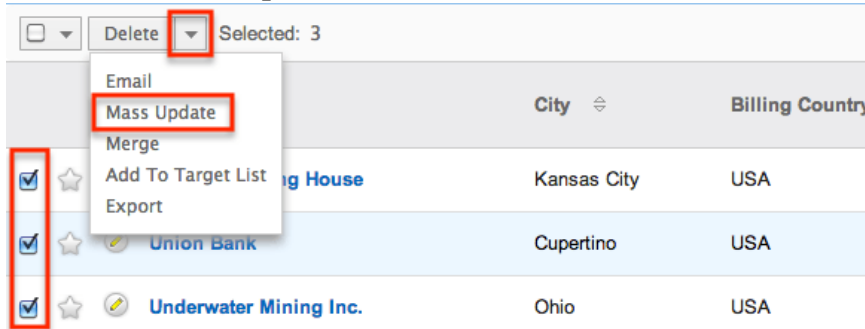 Delete Selected: 3
Email
Mass Update
Merge
Add To Target List
Export
City Billing Country
ng House Kansas City USA
Union Bank Cupertino USA
Underwater Mining Inc. Ohio USA